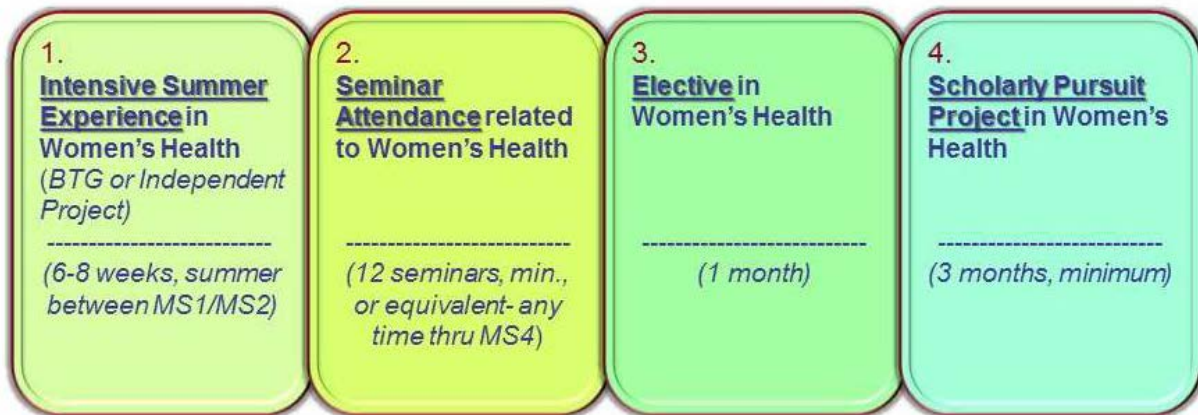 1.
Intensive Summer
Experience in
Women's Health
(BTG or Independent
Project)
---------------------------
(6-8 weeks, summer
between MS1/MS2)
2.
Seminar
Attendance related
to Women's Health
---------------------------
(12 seminars, min.,
or equivalent- any
time thru MS4)
3.
Elective in
Women's Health
---------------------------
(1 month)
4.
Scholarly Pursuit
Project in Women's
Health
---------------------------
(3 months, minimum)